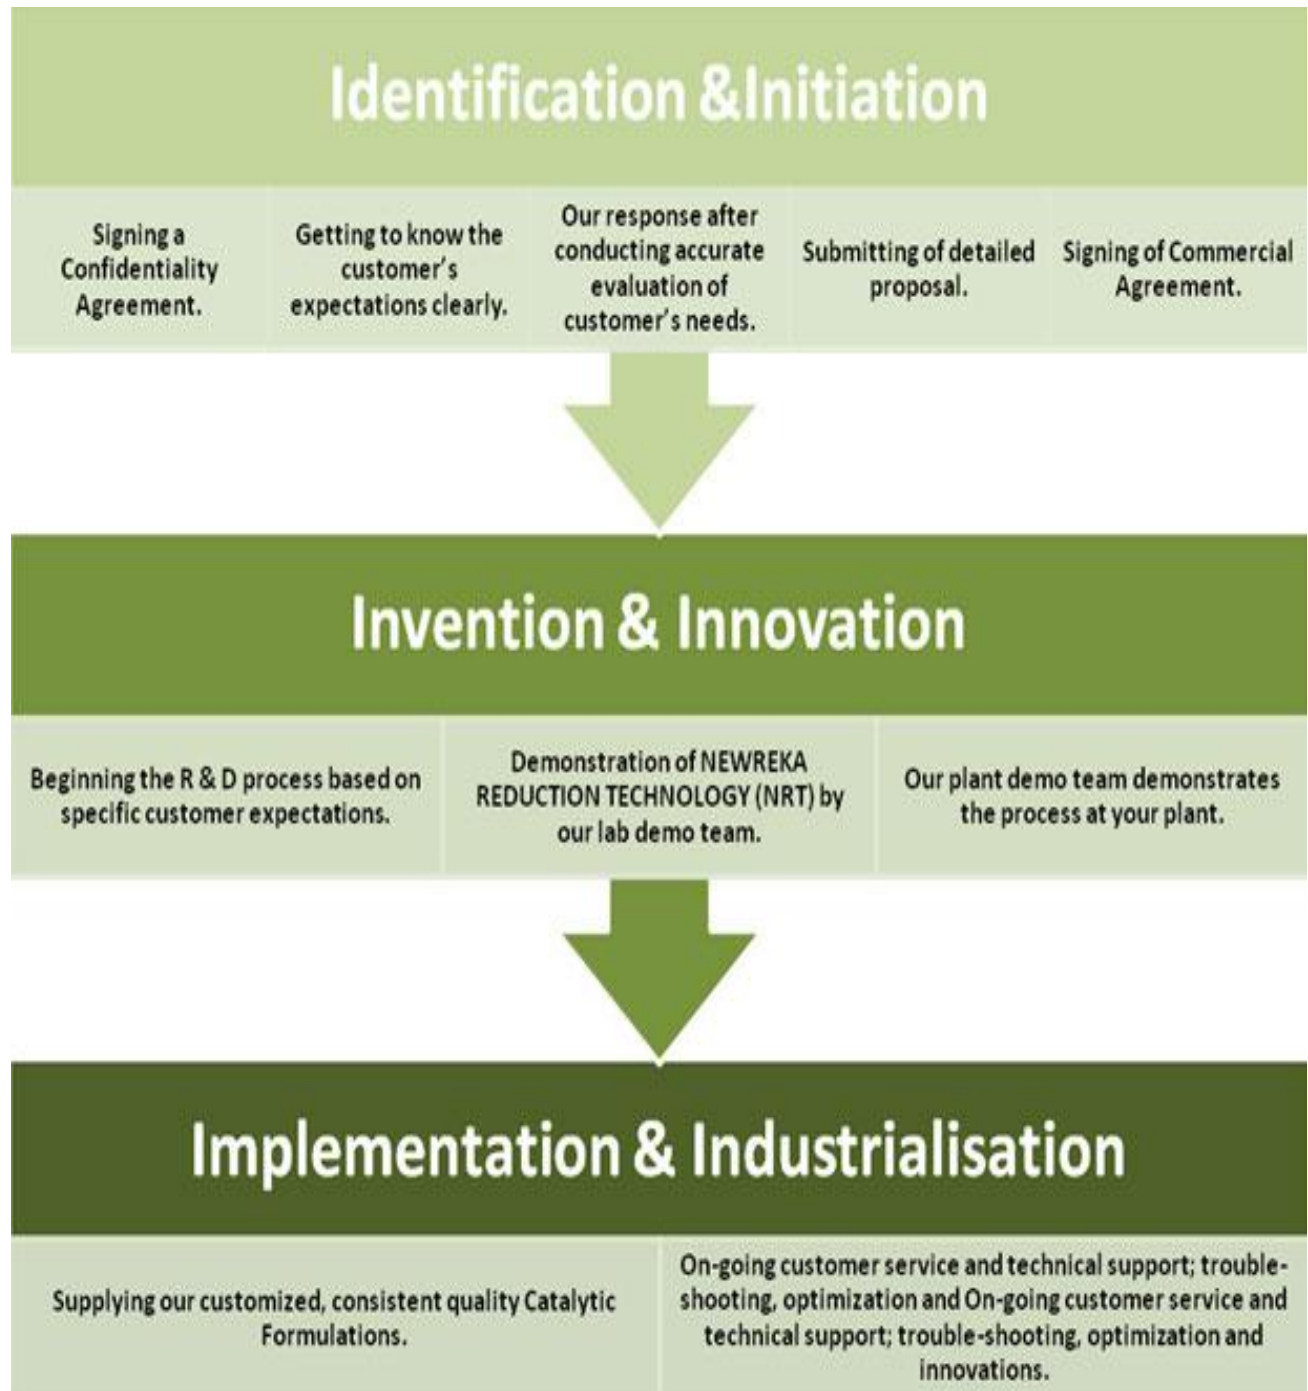 Identification &Initiation
Signing a
Confidentiality
Agreement.
Getting to know the
customer's
expectations clearly.
Our response after
conducting accurate
evaluation of
customer's needs.
Submitting of detailed
proposal.
Signing of Commercial
Agreement.
Invention & Innovation
Beginning the R & D process based on
specific customer expectations.
Demonstration of NEWREKA
REDUCTION TECHNOLOGY (NRT) by
our lab demo team.
Our plant demo team demonstrates
the process at your plant.
Implementation & Industrialisation
Supplying our customized, consistent quality Catalytic
Formulations.
On-going customer service and technical support; trouble-
shooting, optimization and On-going customer service and
technical support; trouble-shooting, optimization and
innovations.